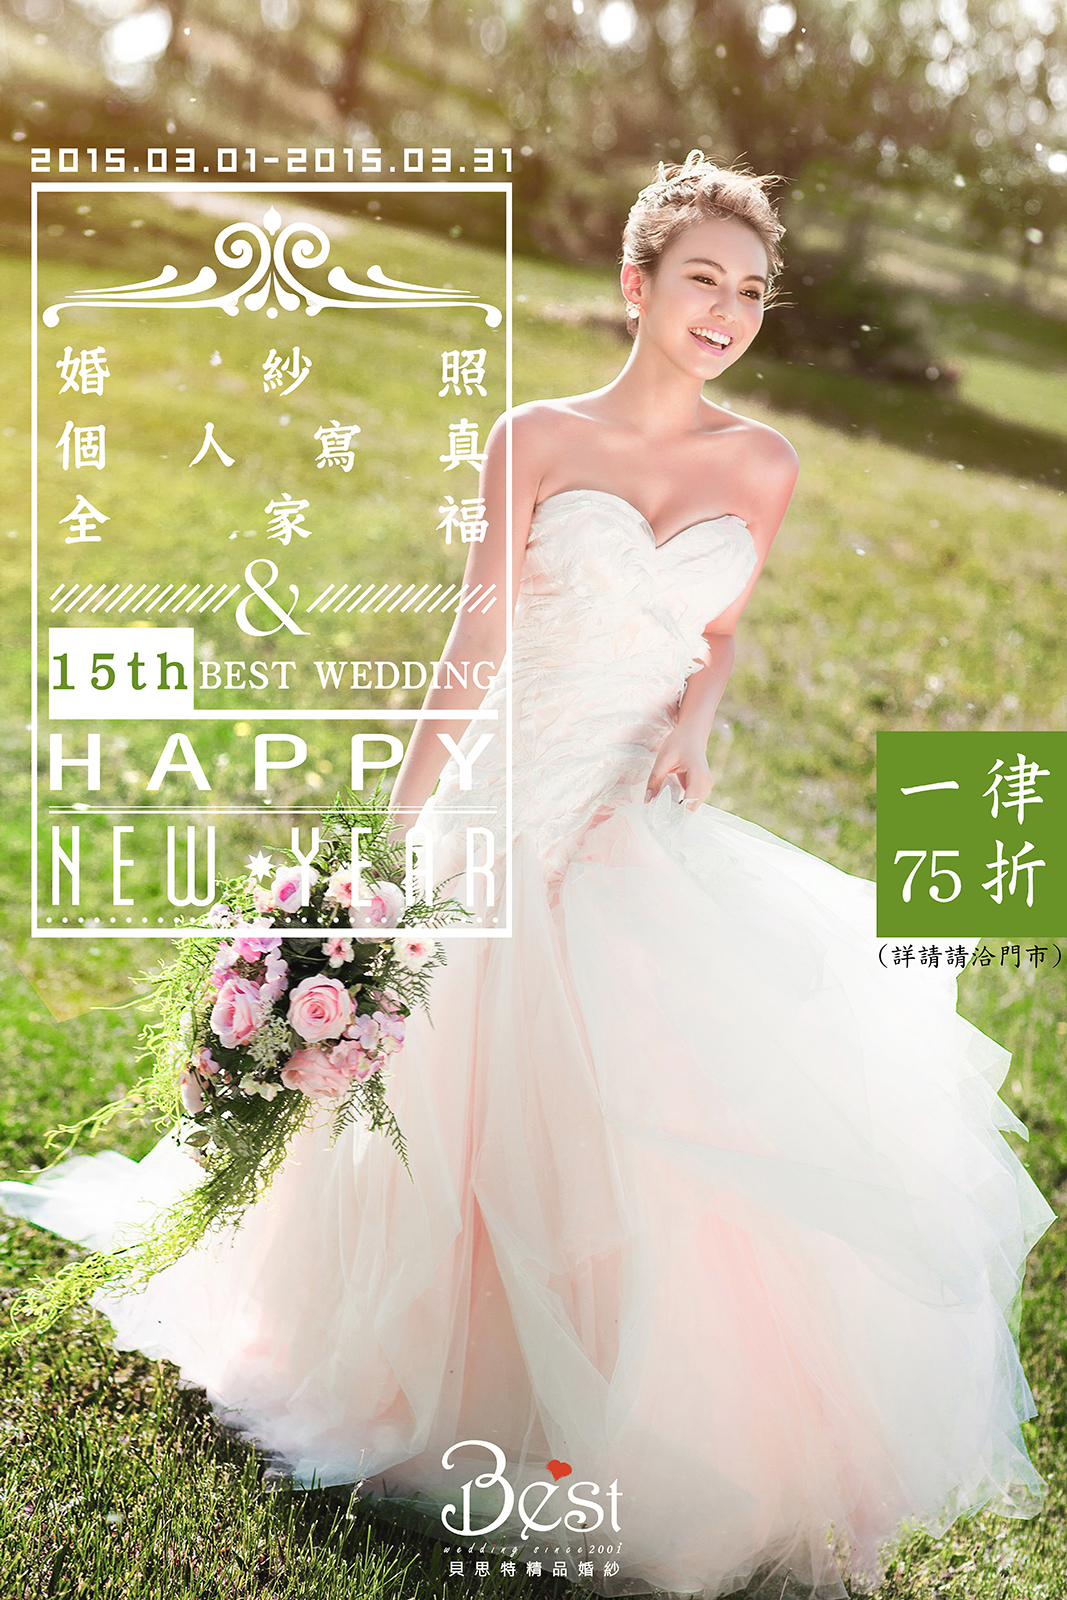 2015.03.01-2015.03.31
婚紗照
個人寫真
全家福
&
15th BEST WEDDING
HAPPY
NEW YEAR
一律
75折
(詳請請洽門市)
Best
wedding since2001
貝思特精品婚紗